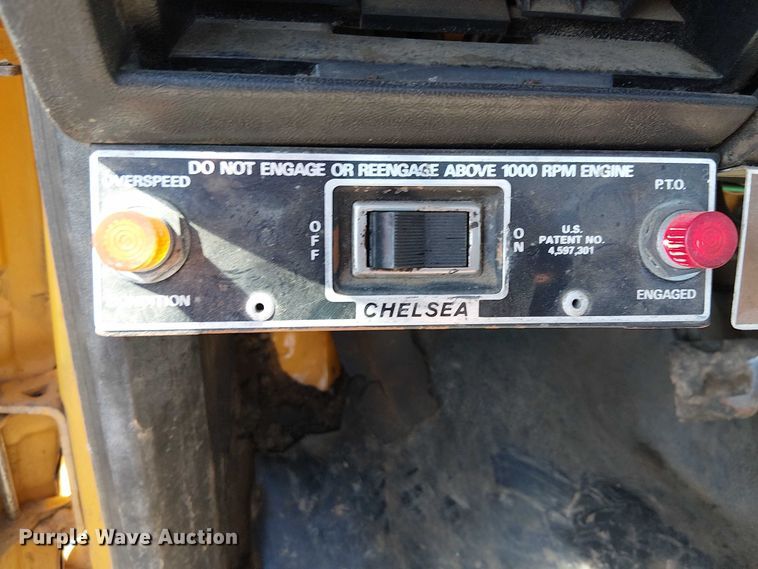 DO NOT ENGAGE OR REENGAGE ABOVE 1000 RPM ENGINE
OVERSPEED
CONDITION
OFF
ON
U.S.
PATENT NO.
4,597,301
P.T.O.
ENGAGED
CHELSEA
Purple Wave Auction